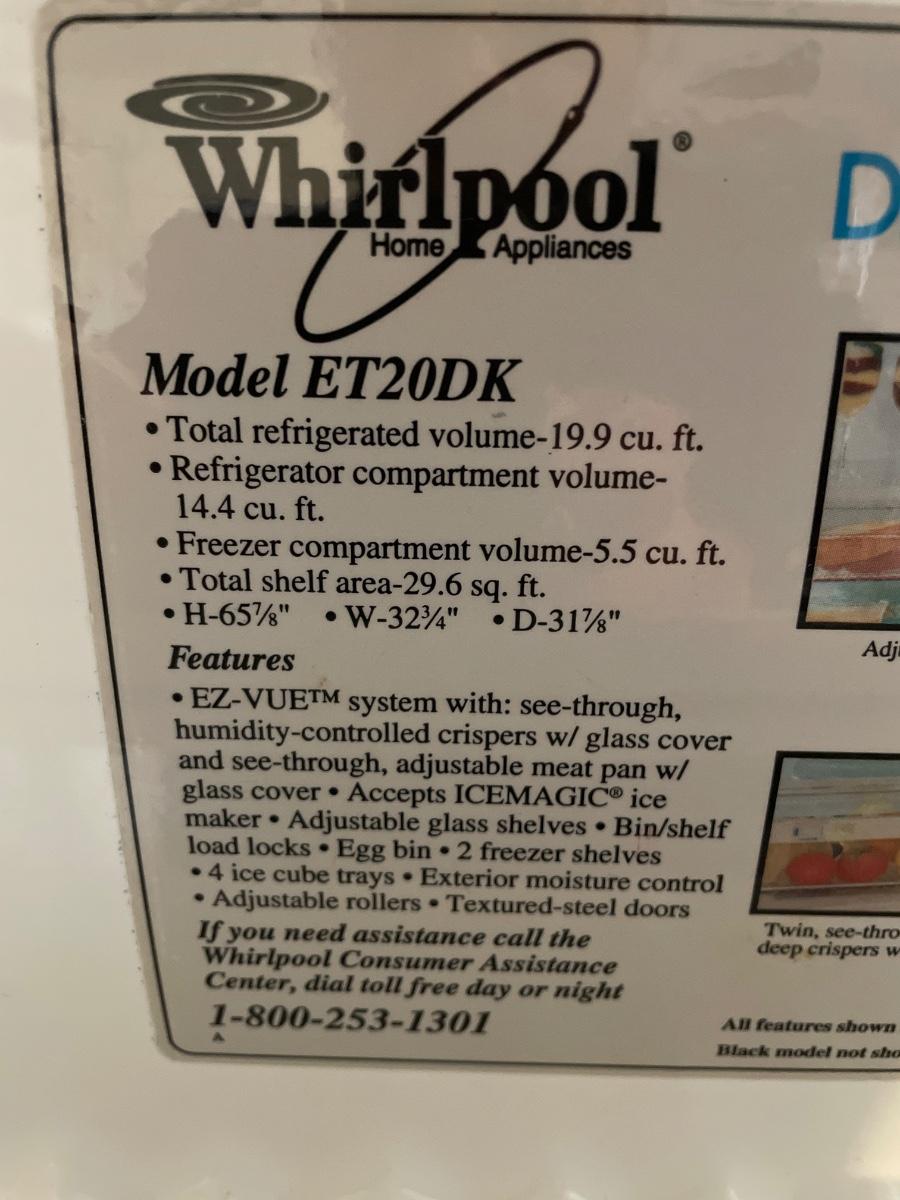 Whirlpool®
Home Appliances
D
Model ET20DK
• Total refrigerated volume-19.9 cu. ft.
• Refrigerator compartment volume-
14.4 cu. ft.
• Freezer compartment volume-5.5 cu. ft.
• Total shelf area-29.6 sq. ft.
• H-65⅞" • W-32¾" • D-31⅞"
Adj
Features
• EZ-VUE™ system with: see-through,
humidity-controlled crispers w/ glass cover
and see-through, adjustable meat pan w/
glass cover • Accepts ICEMAGIC® ice
maker • Adjustable glass shelves • Bin/shelf
load locks • Egg bin • 2 freezer shelves
• 4 ice cube trays • Exterior moisture control
• Adjustable rollers • Textured-steel doors
If you need assistance call the
Whirlpool Consumer Assistance
Center, dial toll free day or night
1-800-253-1301
A
Twin, see-thro
deep crispers w
All features shown
Black model not sho